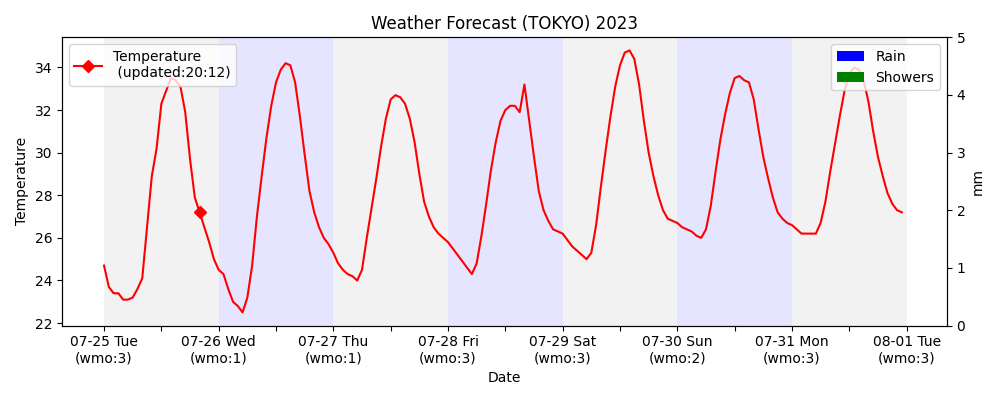 Weather Forecast (TOKYO) 2023
Temperature
(updated:20:12)
Rain
Showers
Temperature
34
32
30
28
26
24
22
5
4
3
2
1
0
mm
07-25 Tue 07-26 Wed 07-27 Thu 07-28 Fri 07-29 Sat 07-30 Sun 07-31 Mon 08-01 Tue
(wmo:3) (wmo:1) (wmo:1) (wmo:3) (wmo:3) (wmo:2) (wmo:3) (wmo:3)
Date